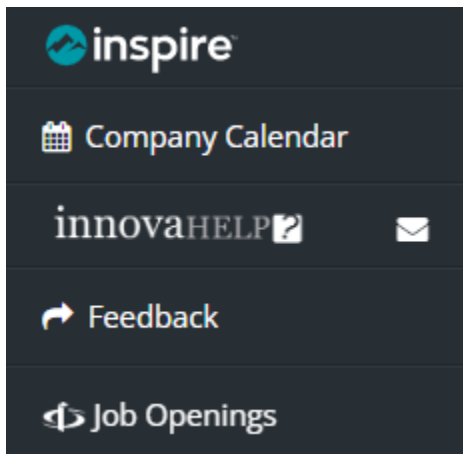 inspire
Company Calendar
innovaHELP?
Feedback
Job Openings